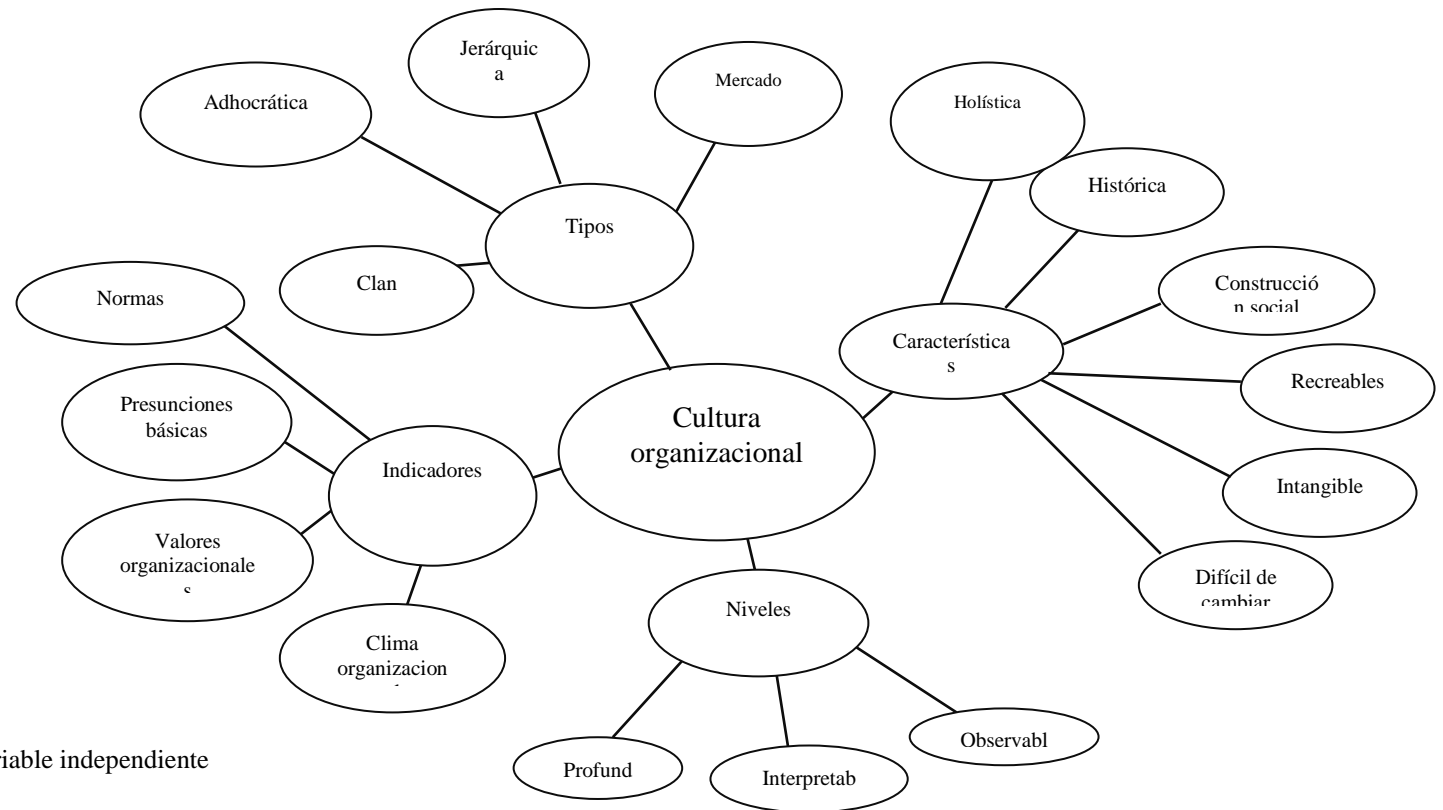 Jerárquic
a
Mercado
Adhocrática
Holística
Histórica
Tipos
Clan
Construcció
n social
Normas
Característica
s
Recreables
Presunciones
básicas
Cultura
organizacional
Indicadores
Intangible
Valores
organizacionale
s
Difícil de
cambiar
Niveles
Clima
organizacion
Observabl
Profund
Interpretab
riable independiente